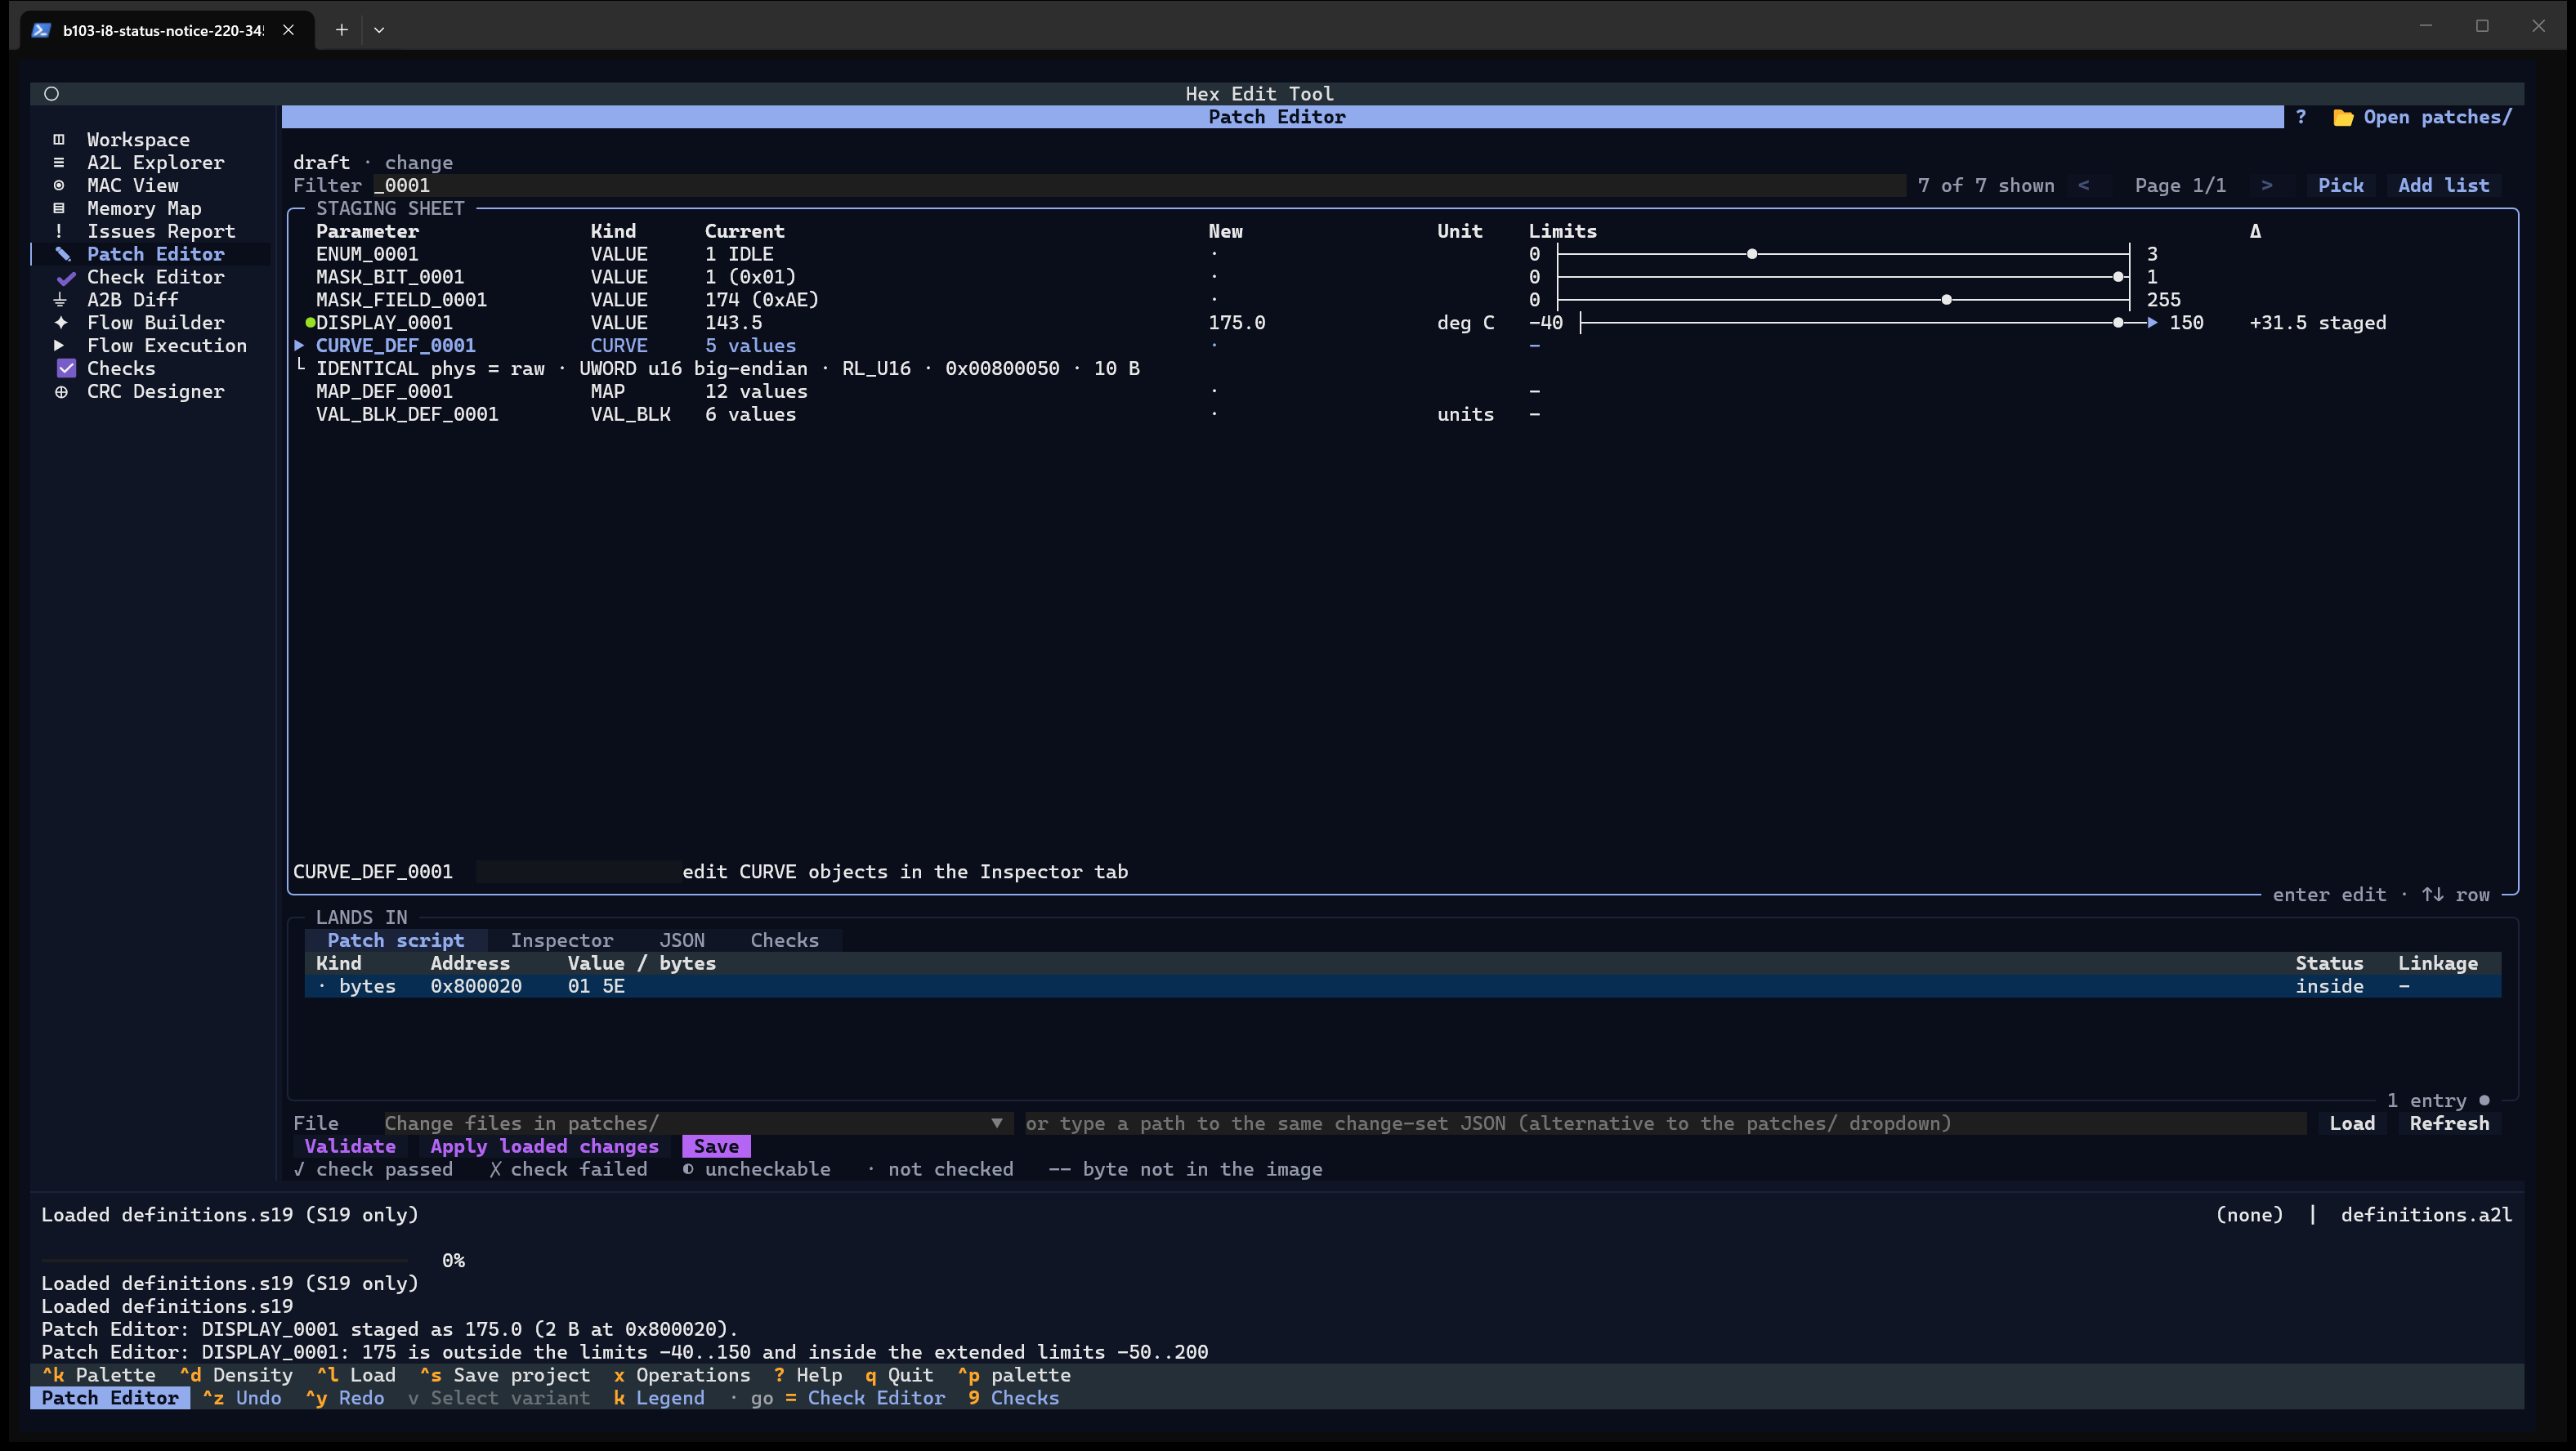 b103-i8-status-notice-220-345
Hex Edit Tool
Patch Editor ? Open patches/
Workspace
A2L Explorer
MAC View
Memory Map
! Issues Report
Patch Editor
Check Editor
A2B Diff
Flow Builder
Flow Execution
Checks
CRC Designer
draft · change
Filter _0001 7 of 7 shown < Page 1/1 > Pick Add list
STAGING SHEET
Parameter Kind Current New Unit Limits Δ
ENUM_0001 VALUE 1 IDLE · 0 3
MASK_BIT_0001 VALUE 1 (0x01) · 0 1
MASK_FIELD_0001 VALUE 174 (0xAE) · 0 255
●DISPLAY_0001 VALUE 143.5 175.0 deg C -40 150 +31.5 staged
▶ CURVE_DEF_0001 CURVE 5 values · -
└ IDENTICAL phys = raw · UWORD u16 big-endian · RL_U16 · 0x00800050 · 10 B
MAP_DEF_0001 MAP 12 values · -
VAL_BLK_DEF_0001 VAL_BLK 6 values · units -
CURVE_DEF_0001 edit CURVE objects in the Inspector tab
enter edit · ↑↓ row
LANDS IN
Patch script Inspector JSON Checks
Kind Address Value / bytes Status Linkage
· bytes 0x800020 01 5E inside -
1 entry ●
File Change files in patches/ ▼ or type a path to the same change-set JSON (alternative to the patches/ dropdown) Load Refresh
Validate Apply loaded changes Save
✓ check passed ✗ check failed ◐ uncheckable · not checked -- byte not in the image
Loaded definitions.s19 (S19 only) (none) | definitions.a2l
0%
Loaded definitions.s19 (S19 only)
Loaded definitions.s19
Patch Editor: DISPLAY_0001 staged as 175.0 (2 B at 0x800020).
Patch Editor: DISPLAY_0001: 175 is outside the limits -40..150 and inside the extended limits -50..200
^k Palette ^d Density ^l Load ^s Save project x Operations ? Help q Quit ^p palette
Patch Editor ^z Undo ^y Redo v Select variant k Legend · go = Check Editor 9 Checks